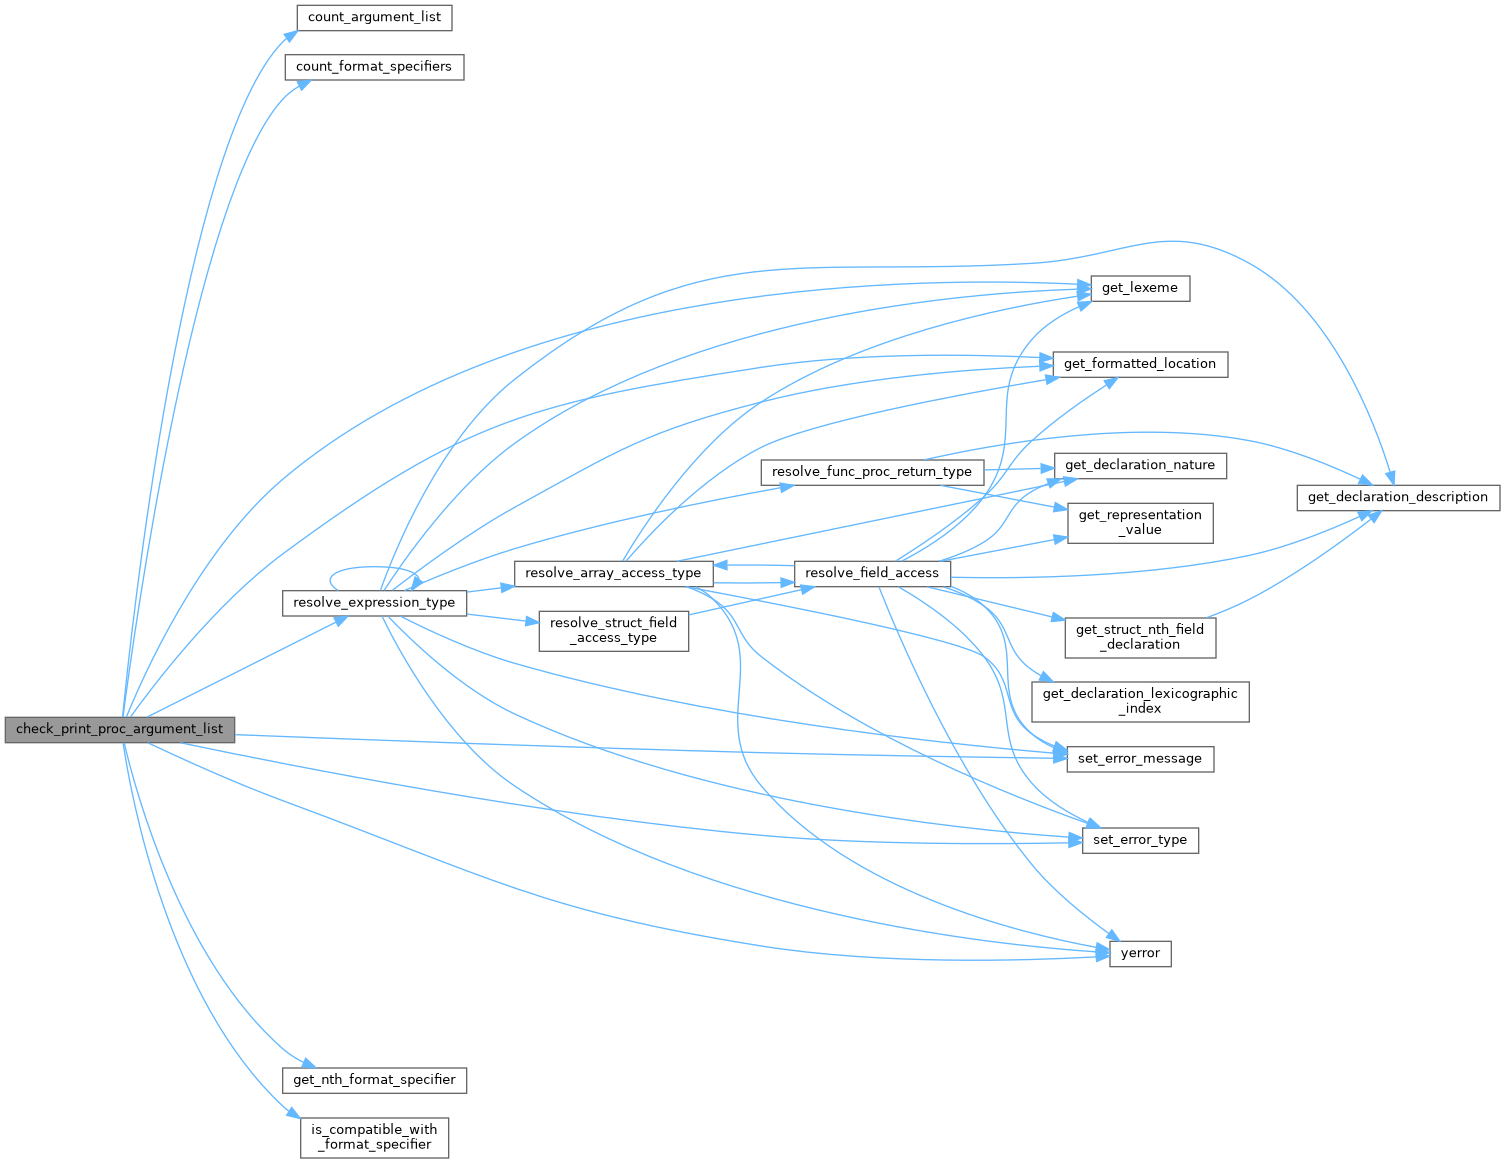 count_argument_list
count_format_specifiers
get_lexeme
get_formatted_location
resolve_func_proc_return_type
get_declaration_nature
get_declaration_description
get_representation
_value
resolve_array_access_type
resolve_field_access
resolve_expression_type
resolve_struct_field
_access_type
get_struct_nth_field
_declaration
get_declaration_lexicographic
_index
check_print_proc_argument_list
set_error_message
set_error_type
yerror
get_nth_format_specifier
is_compatible_with
_format_specifier